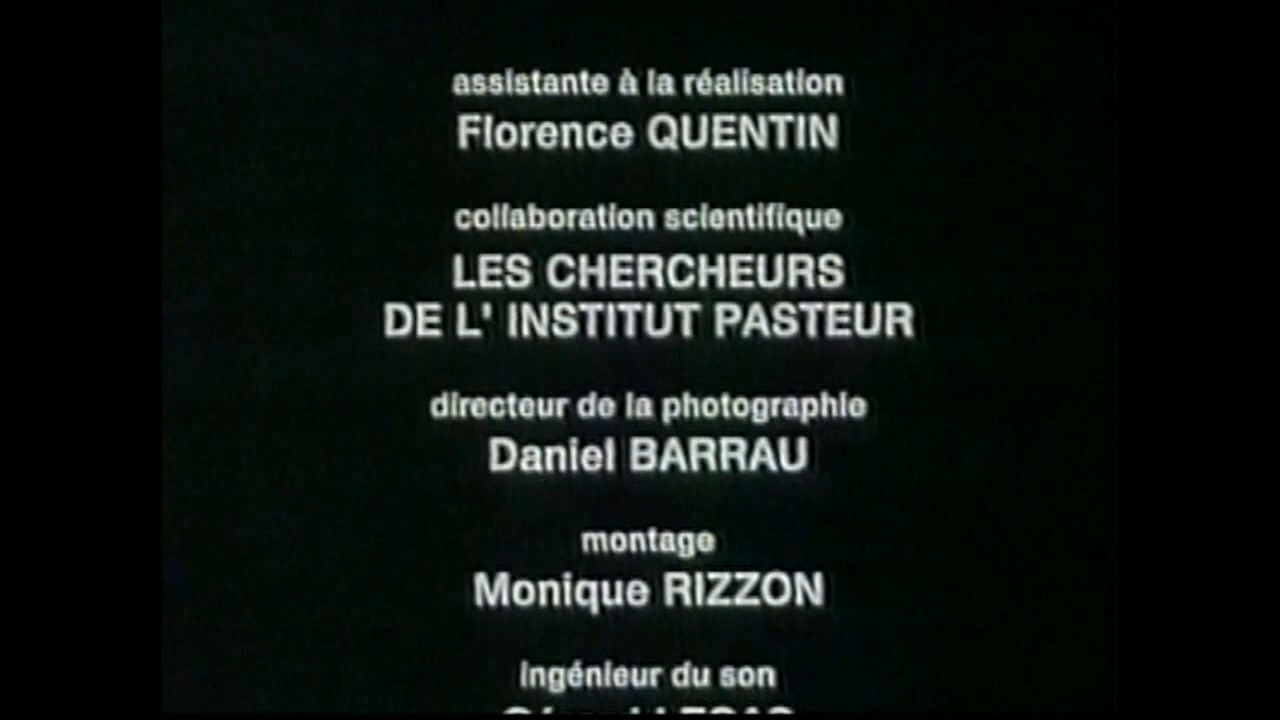 assistante à la réalisation
Florence QUENTIN
collaboration scientifique
LES CHERCHEURS
DE L' INSTITUT PASTEUR
directeur de la photographie
Daniel BARRAU
montage
Monique RIZZON
ingénieur du son